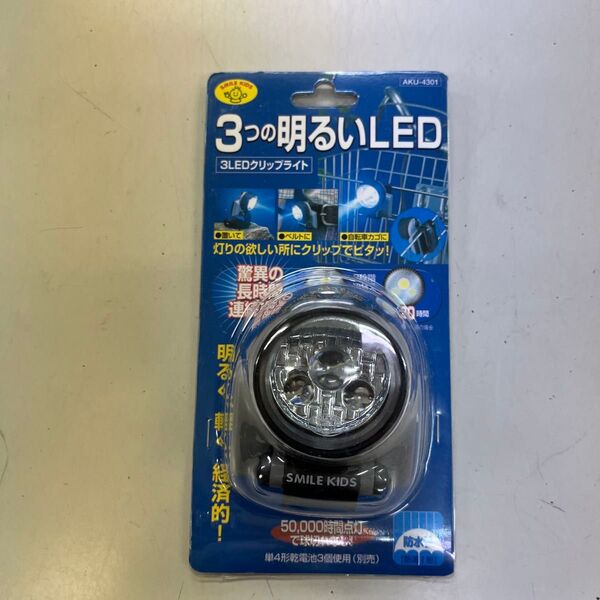 AKU-4301
SMILE KIDS
3つの明るいLED
3LEDクリップライト
●置いて
●ベルトに
●自転車カゴに
灯りの欲しい所にクリップでピタッ!
驚異の
長時間
時間
明るく 軽く 経済的!
SMILE KIDS
50,000時間点灯
単4形乾電池3個使用(別売)
防水